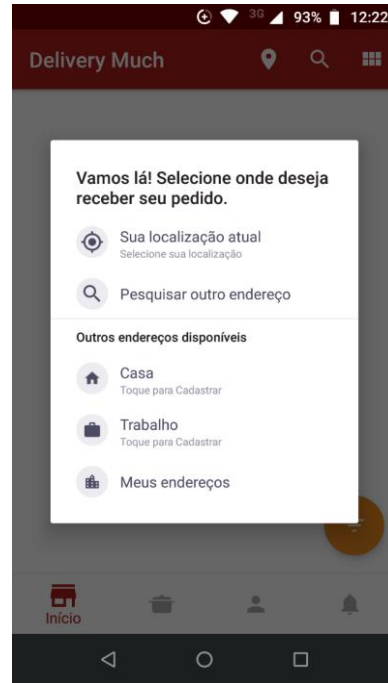 3G 93% 12:22
Delivery Much
Vamos lá! Selecione onde deseja
receber seu pedido.
Sua localização atual
Selecione sua localização
Pesquisar outro endereço
Outros endereços disponíveis
Casa
Toque para Cadastrar
Trabalho
Toque para Cadastrar
Meus endereços
Início